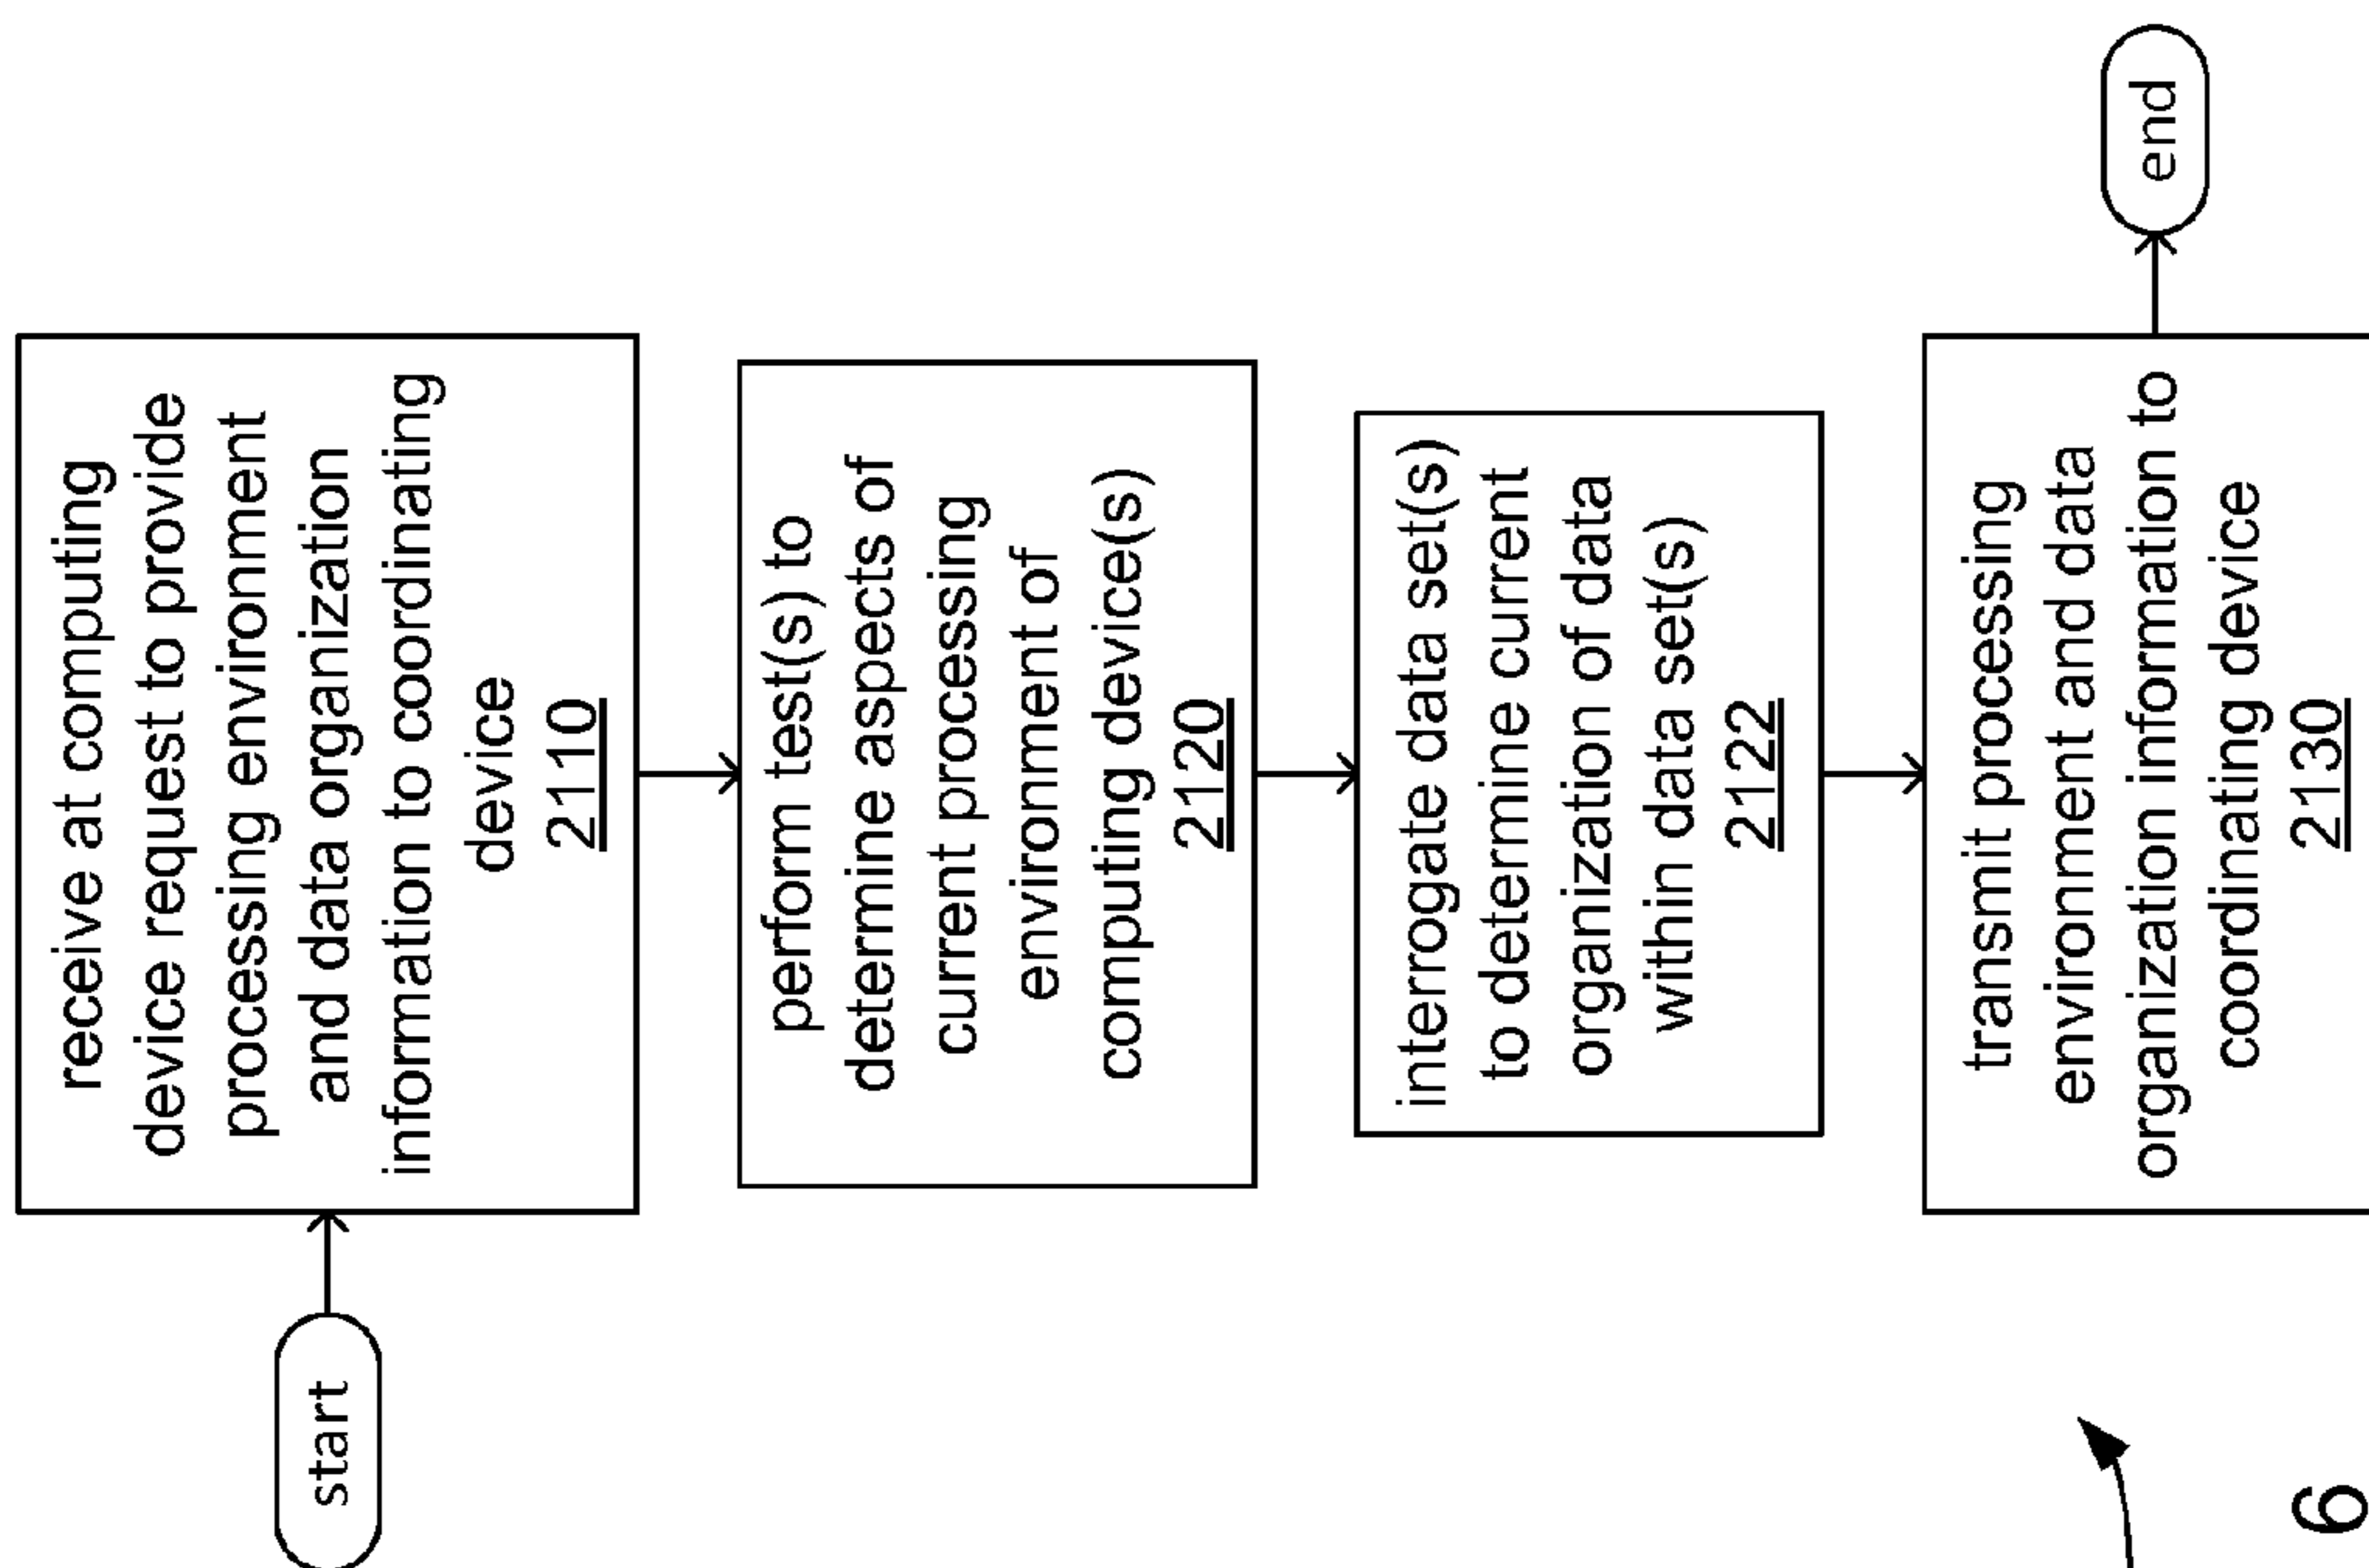 start
receive at computing
device request to provide
processing environment
and data organization
information to coordinating
device
2110
perform test(s) to
determine aspects of
current processing
environment of
computing device(s)
2120
interrogate data set(s)
to determine current
organization of data
within data set(s)
2122
transmit processing
environment and data
organization information to
coordinating device
2130
end
6